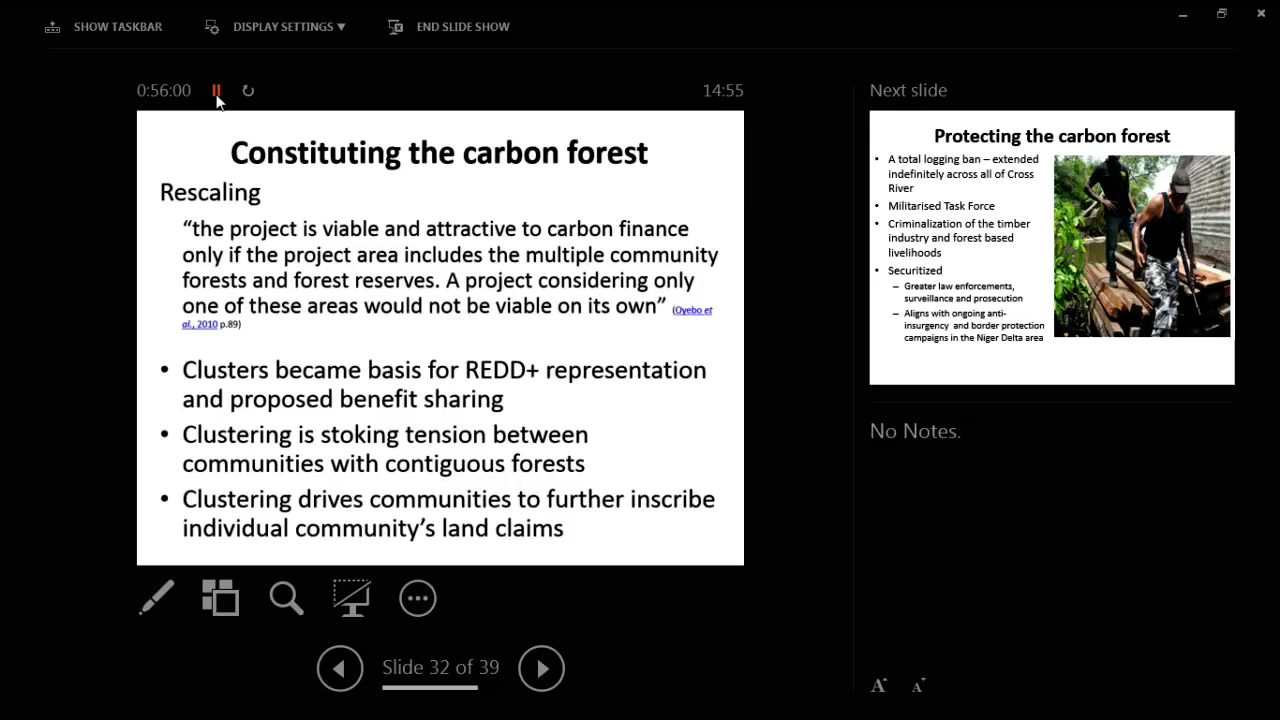 SHOW TASKBAR
DISPLAY SETTINGS ▼
END SLIDE SHOW
0:56:00
14:55
Constituting the carbon forest
Rescaling
“the project is viable and attractive to carbon finance
only if the project area includes the multiple community
forests and forest reserves. A project considering only
one of these areas would not be viable on its own” (Oyebo et
al., 2010 p.89)
• Clusters became basis for REDD+ representation
and proposed benefit sharing
• Clustering is stoking tension between
communities with contiguous forests
• Clustering drives communities to further inscribe
individual community’s land claims
Slide 32 of 39
Next slide
Protecting the carbon forest
• A total logging ban – extended
indefinitely across all of Cross
River
• Militarised Task Force
• Criminalization of the timber
industry and forest based
livelihoods
• Securitized
– Greater law enforcements,
surveillance and prosecution
– Aligns with ongoing anti-
insurgency and border protection
campaigns in the Niger Delta area
No Notes.
A A